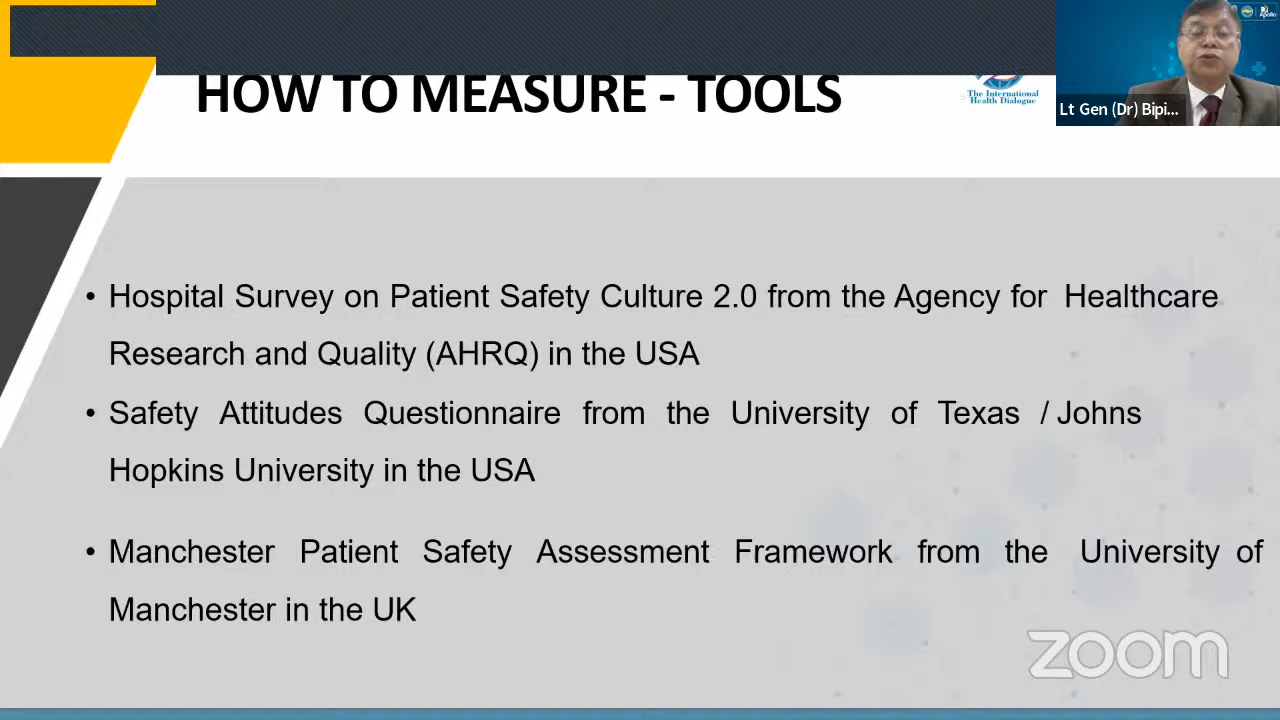 HOW TO MEASURE - TOOLS
The International
Health Dialogue
Apollo
Lt Gen (Dr) Bipi...
• Hospital Survey on Patient Safety Culture 2.0 from the Agency for Healthcare
Research and Quality (AHRQ) in the USA
• Safety Attitudes Questionnaire from the University of Texas / Johns
Hopkins University in the USA
• Manchester Patient Safety Assessment Framework from the University of
Manchester in the UK
zoom